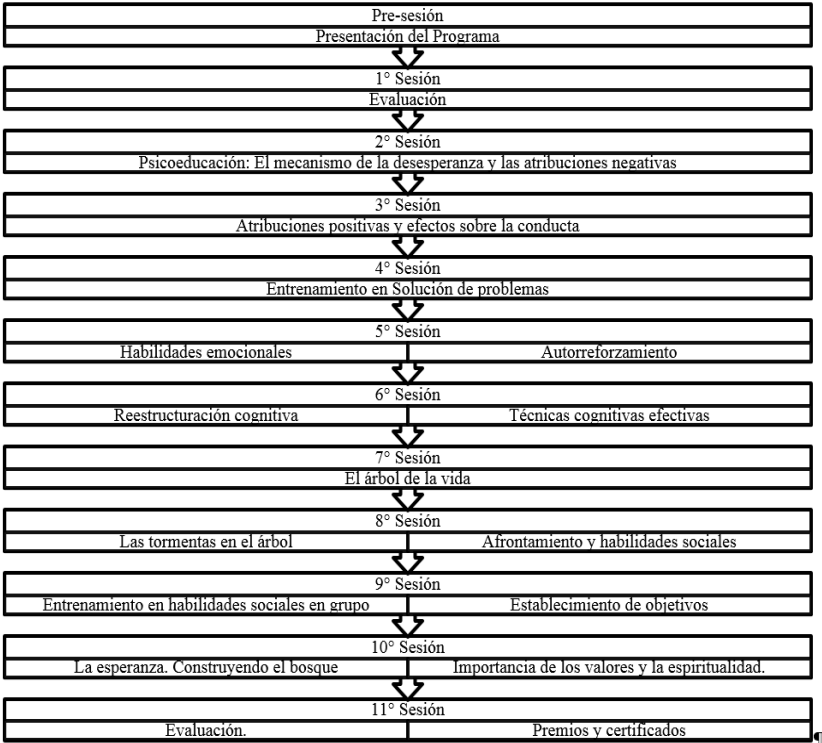 Pre-sesión
Presentación del Programa
1° Sesión
Evaluación
2° Sesión
Psicoeducación: El mecanismo de la desesperanza y las atribuciones negativas
3° Sesión
Atribuciones positivas y efectos sobre la conducta
4° Sesión
Entrenamiento en Solución de problemas
5° Sesión
Habilidades emocionales
Autorreforzamiento
6° Sesión
Reestructuración cognitiva
Técnicas cognitivas efectivas
7° Sesión
El árbol de la vida
8° Sesión
Las tormentas en el árbol
Afrontamiento y habilidades sociales
9° Sesión
Entrenamiento en habilidades sociales en grupo
Establecimiento de objetivos
10° Sesión
La esperanza. Construyendo el bosque
Importancia de los valores y la espiritualidad.
11° Sesión
Evaluación.
Premios y certificados
¶